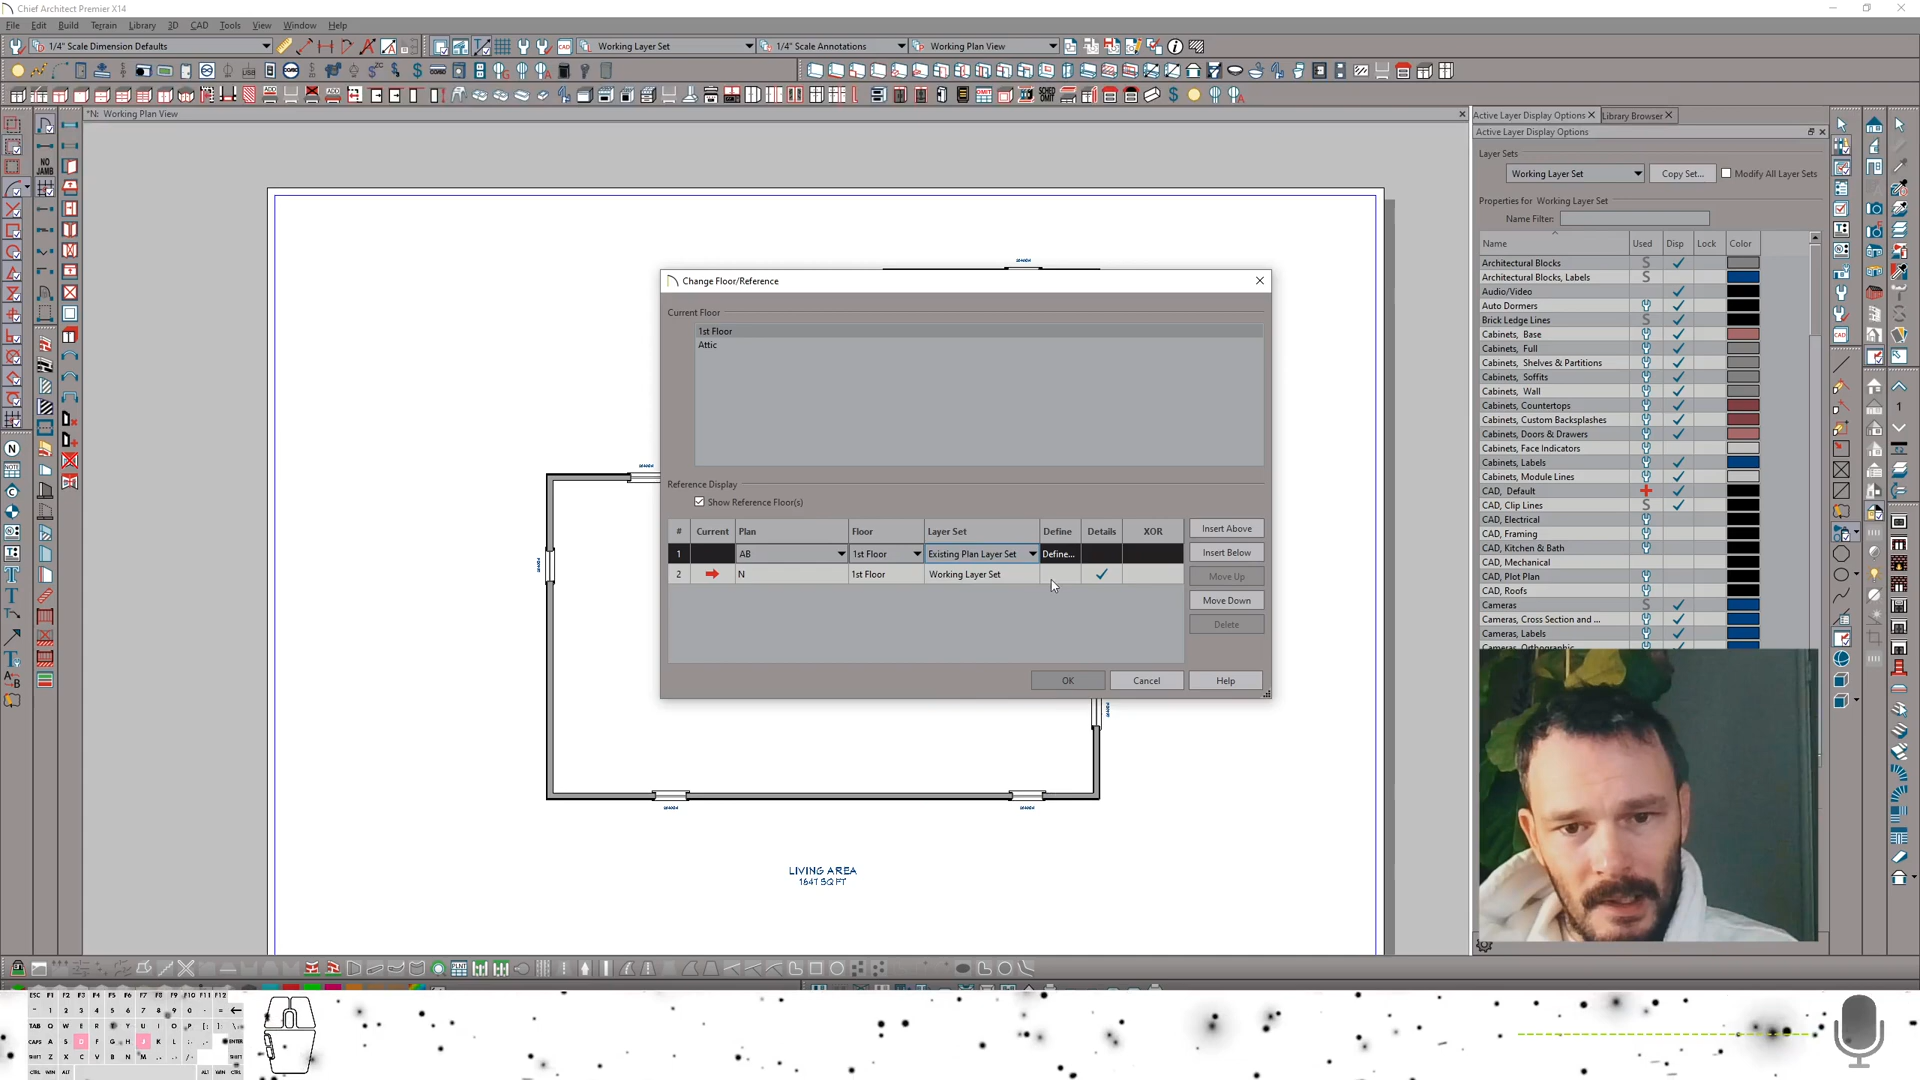 Chief Architect Premier X14
File Edit Build Terrain Library 3D CAD Tools View Window Help
1/4" Scale Dimension Defaults
Working Layer Set
1/4" Scale Annotations
Working Plan View
*N: Working Plan View
Active Layer Display Options
Library Browser
Active Layer Display Options
Layer Sets
Working Layer Set
Copy Set...
Modify All Layer Sets
Properties for Working Layer Set
Name Filter:
Name Used Disp Lock Color
Architectural Blocks
Architectural Blocks, Labels
Audio/Video
Auto Dormers
Brick Ledge Lines
Cabinets, Base
Cabinets, Full
Cabinets, Shelves & Partitions
Cabinets, Soffits
Cabinets, Wall
Cabinets, Countertops
Cabinets, Custom Backsplashes
Cabinets, Doors & Drawers
Cabinets, Face Indicators
Cabinets, Labels
Cabinets, Module Lines
CAD, Default
CAD, Clip Lines
CAD, Electrical
CAD, Framing
CAD, Kitchen & Bath
CAD, Mechanical
CAD, Plot Plan
CAD, Roofs
Cameras
Cameras, Cross Section and ...
Cameras, Labels
NO
JAMB
Change Floor/Reference
Current Floor
1st Floor
Attic
Reference Display
Show Reference Floor(s)
# Current Plan Floor Layer Set Define Details XOR
1 AB 1st Floor Existing Plan Layer Set Define...
2 N 1st Floor Working Layer Set
Insert Above
Insert Below
Move Up
Move Down
Delete
OK Cancel Help
LIVING AREA
1647 SQ FT